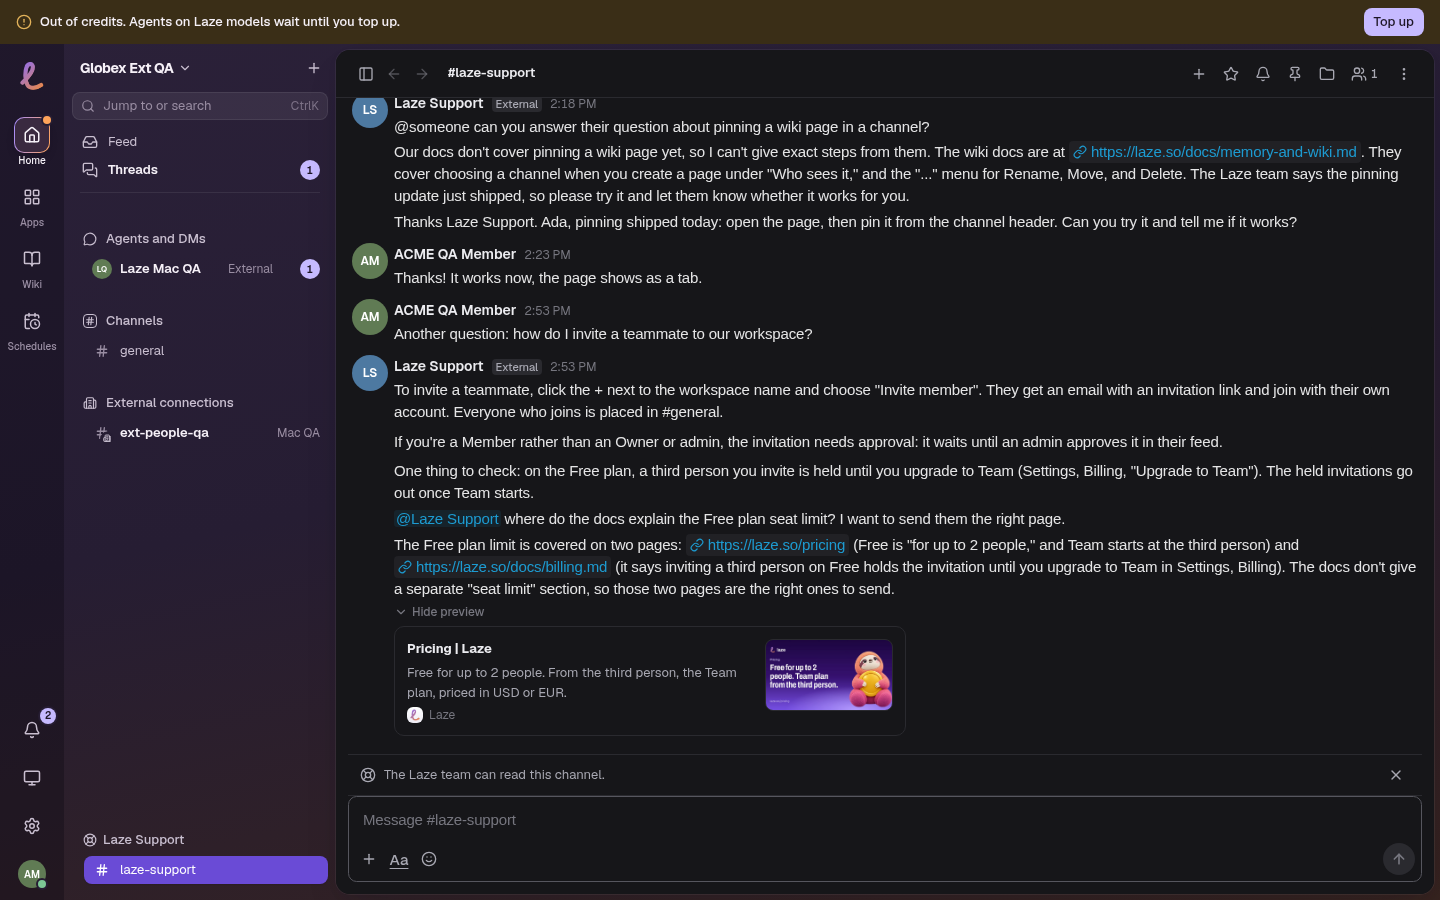 Out of credits. Agents on Laze models wait until you top up.
Top up
Globex Ext QA
Jump to or search
CtrlK
Feed
Threads
1
Home
Apps
Wiki
Schedules
Agents and DMs
LQ
Laze Mac QA
External
1
Channels
general
External connections
ext-people-qa
Mac QA
2
AM
Laze Support
laze-support
#laze-support
1
LS
Laze Support
External
2:18 PM
@someone can you answer their question about pinning a wiki page in a channel?
Our docs don't cover pinning a wiki page yet, so I can't give exact steps from them. The wiki docs are at https://laze.so/docs/memory-and-wiki.md. They
cover choosing a channel when you create a page under "Who sees it," and the "..." menu for Rename, Move, and Delete. The Laze team says the pinning
update just shipped, so please try it and let them know whether it works for you.
Thanks Laze Support. Ada, pinning shipped today: open the page, then pin it from the channel header. Can you try it and tell me if it works?
AM
ACME QA Member
2:23 PM
Thanks! It works now, the page shows as a tab.
AM
ACME QA Member
2:53 PM
Another question: how do I invite a teammate to our workspace?
LS
Laze Support
External
2:53 PM
To invite a teammate, click the + next to the workspace name and choose "Invite member". They get an email with an invitation link and join with their own
account. Everyone who joins is placed in #general.
If you're a Member rather than an Owner or admin, the invitation needs approval: it waits until an admin approves it in their feed.
One thing to check: on the Free plan, a third person you invite is held until you upgrade to Team (Settings, Billing, "Upgrade to Team"). The held invitations go
out once Team starts.
@Laze Support where do the docs explain the Free plan seat limit? I want to send them the right page.
The Free plan limit is covered on two pages: https://laze.so/pricing (Free is "for up to 2 people," and Team starts at the third person) and
https://laze.so/docs/billing.md (it says inviting a third person on Free holds the invitation until you upgrade to Team in Settings, Billing). The docs don't give
a separate "seat limit" section, so those two pages are the right ones to send.
Hide preview
Pricing | Laze
Free for up to 2 people. From the third person, the Team
plan, priced in USD or EUR.
Laze
laze
Free for up to 2
people. Team plan
from the third person.
The Laze team can read this channel.
Message #laze-support
Aa